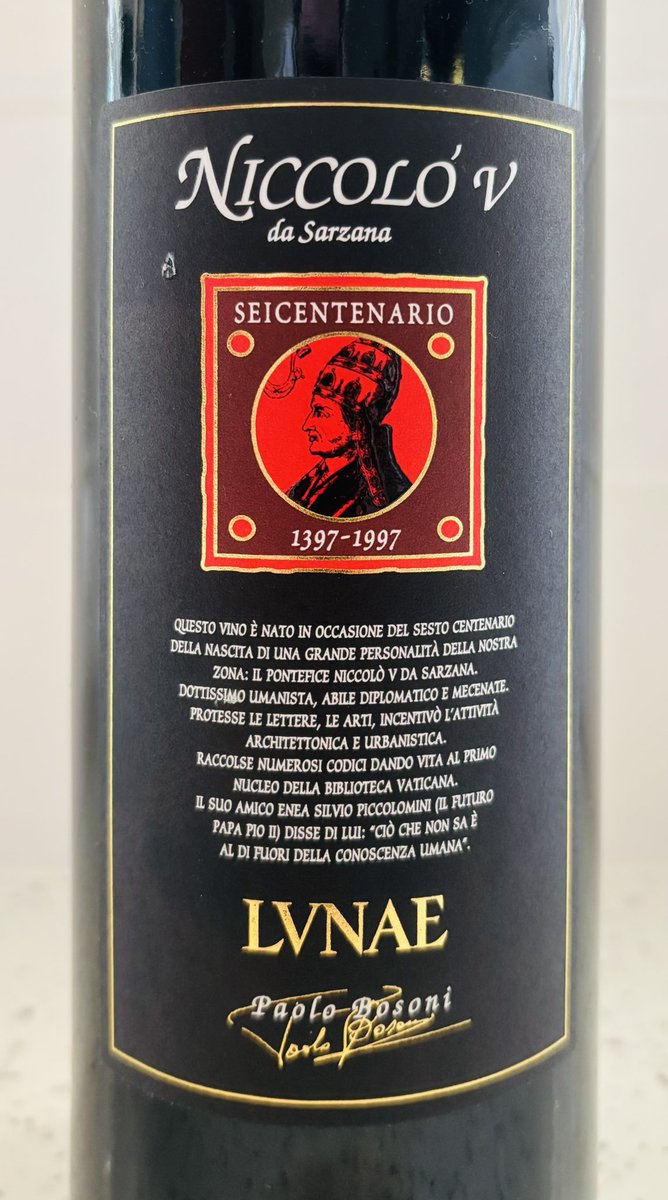 NICCOLÓ V
da Sarzana
SEICENTENARIO
1397-1997
QUESTO VINO È NATO IN OCCASIONE DEL SESTO CENTENARIO
DELLA NASCITA DI UNA GRANDE PERSONALITÀ DELLA NOSTRA
ZONA: IL PONTEFICE NICCOLÒ V DA SARZANA.
DOTTISSIMO UMANISTA, ABILE DIPLOMATICO E MECENATE.
PROTESSE LE LETTERE, LE ARTI, INCENTIVÒ L'ATTIVITÀ
ARCHITETTONICA E URBANISTICA.
RACCOLSE NUMEROSI CODICI DANDO VITA AL PRIMO
NUCLEO DELLA BIBLIOTECA VATICANA.
IL SUO AMICO ENEA SILVIO PICCOLOMINI (IL FUTURO
PAPA PIO II) DISSE DI LUI: "CIÒ CHE NON SA È
AL DI FUORI DELLA CONOSCENZA UMANA".
LVNAE
Paolo Bosoni
Paolo Bosoni